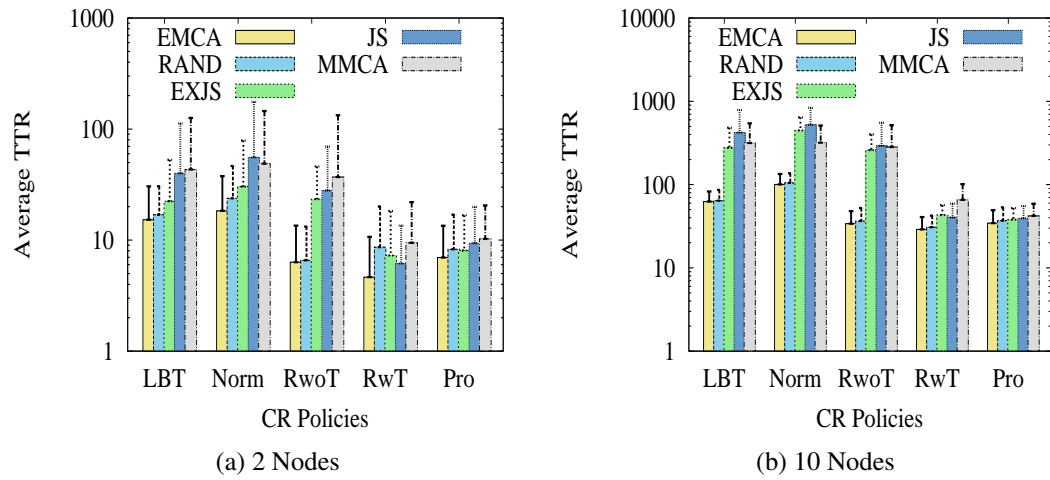 1000
100
10
1
Average TTR
EMCA
RAND
EXJS
JS
MMCA
LBT Norm RwoT RwT Pro
CR Policies
(a) 2 Nodes
10000
1000
100
10
1
Average TTR
EMCA
RAND
EXJS
JS
MMCA
LBT Norm RwoT RwT Pro
CR Policies
(b) 10 Nodes